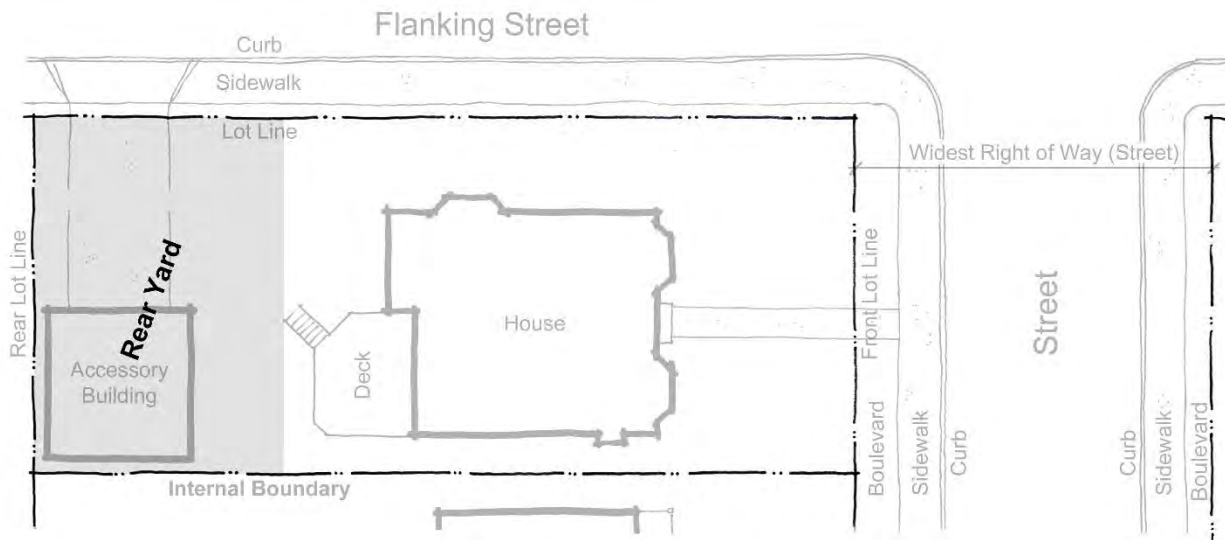 Flanking Street
Curb
Sidewalk
Lot Line
Widest Right of Way (Street)
Rear Lot Line
Rear Yard
Accessory
Building
Deck
House
Front Lot Line
Street
Boulevard
Sidewalk
Curb
Curb
Sidewalk
Boulevard
Internal Boundary